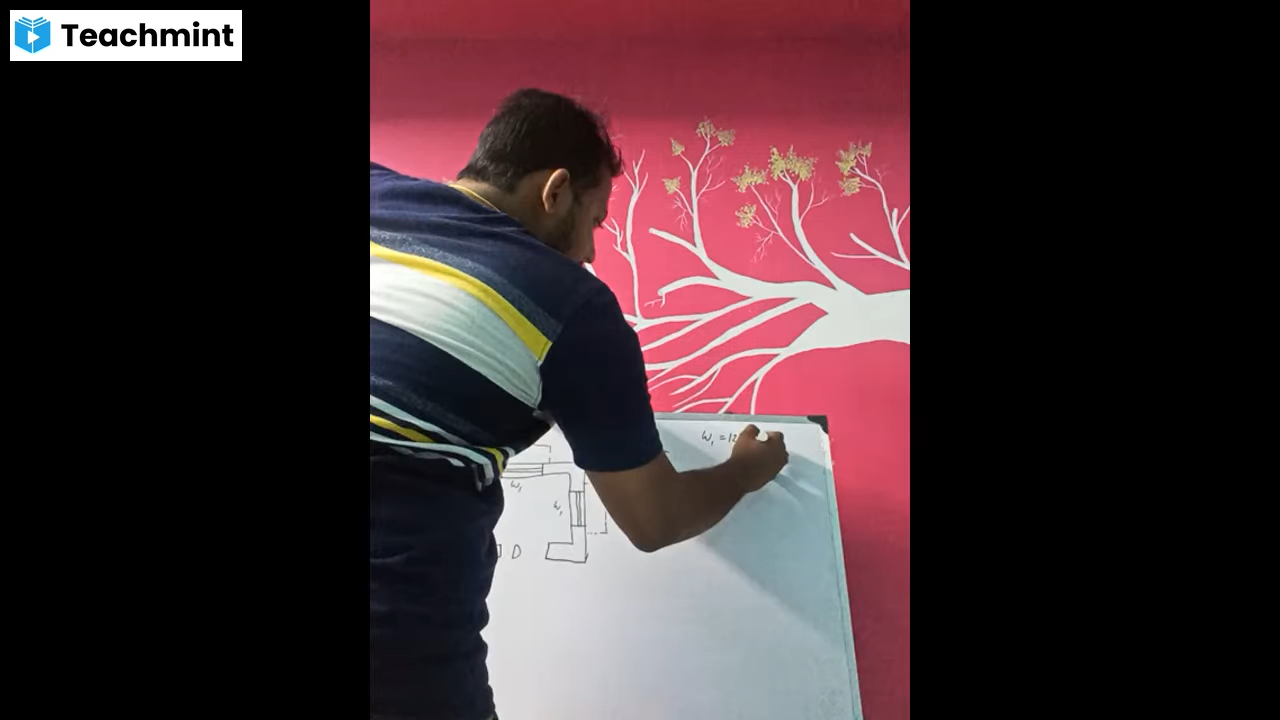 Teachmint
W₁ = 12
W₁
W₁
D